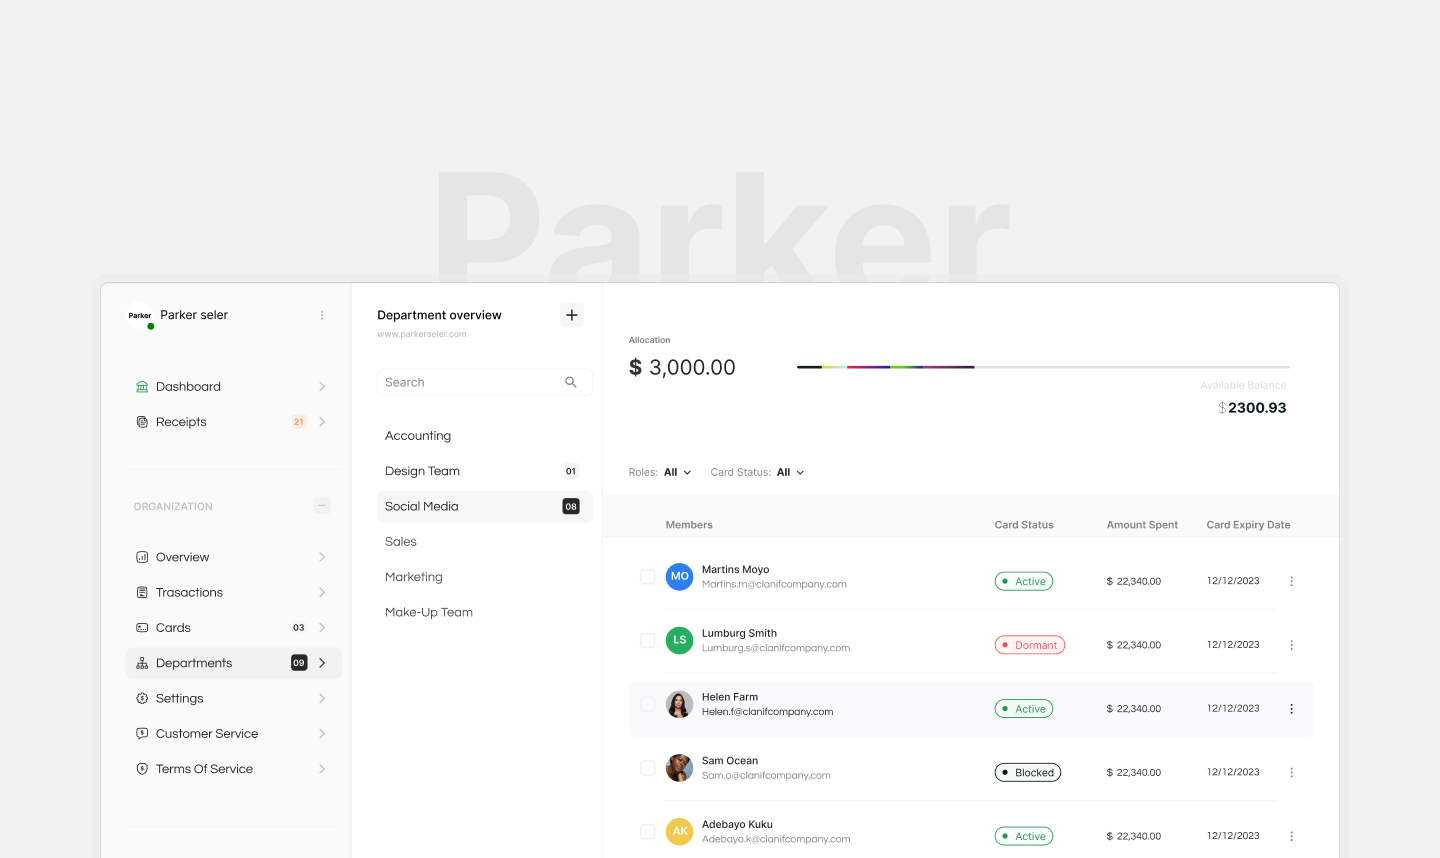 Parker
Parker
Parker seler
Dashboard
Receipts
21
ORGANIZATION
Overview
Trasactions
Cards
03
Departments
09
Settings
Customer Service
Terms Of Service
Department overview
www.parkerseler.com
Search
Accounting
Design Team
01
Social Media
08
Sales
Marketing
Make-Up Team
Allocation
$ 3,000.00
Available Balance
$2300.93
Roles: All
Card Status: All
Members Card Status Amount Spent Card Expiry Date
MO
Martins Moyo
Martins.m@clanifcompany.com
Active
$ 22,340.00
12/12/2023
LS
Lumburg Smith
Lumburg.s@clanifcompany.com
Dormant
$ 22,340.00
12/12/2023
Helen Farm
Helen.f@clanifcompany.com
Active
$ 22,340.00
12/12/2023
Sam Ocean
Sam.o@clanifcompany.com
Blocked
$ 22,340.00
12/12/2023
AK
Adebayo Kuku
Adebayo.k@clanifcompany.com
Active
$ 22,340.00
12/12/2023